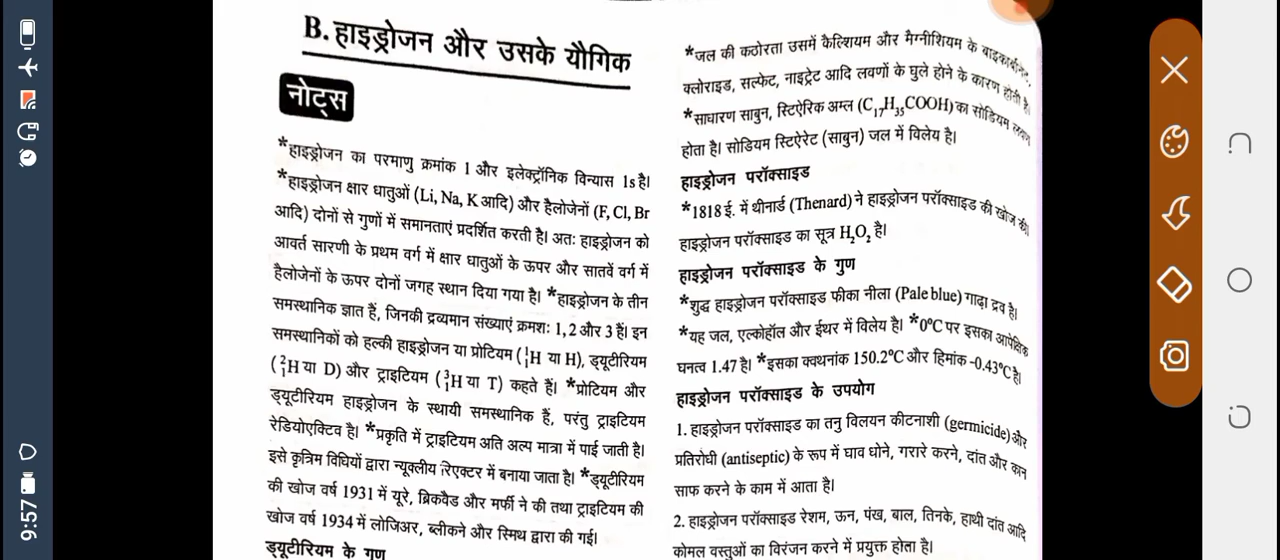 B. हाइड्रोजन और उसके यौगिक
नोट्स
*हाइड्रोजन का परमाणु क्रमांक 1 और इलेक्ट्रॉनिक विन्यास 1s है।
*हाइड्रोजन क्षार धातुओं (Li, Na, K आदि) और हैलोजेनों (F, Cl, Br
आदि) दोनों से गुणों में समानताएं प्रदर्शित करती है। अतः हाइड्रोजन को
आवर्त सारणी के प्रथम वर्ग में क्षार धातुओं के ऊपर और सातवें वर्ग में
हैलोजेनों के ऊपर दोनों जगह स्थान दिया गया है। *हाइड्रोजन के तीन
समस्थानिक ज्ञात हैं, जिनकी द्रव्यमान संख्याएं क्रमशः 1, 2 और 3 हैं। इन
समस्थानिकों को हल्की हाइड्रोजन या प्रोटियम (¹₁H या H), ड्यूटीरियम
(²₁H या D) और ट्राइटियम (³₁H या T) कहते हैं। *प्रोटियम और
ड्यूटीरियम हाइड्रोजन के स्थायी समस्थानिक हैं, परंतु ट्राइटियम
रेडियोएक्टिव है। *प्रकृति में ट्राइटियम अति अल्प मात्रा में पाई जाती है।
इसे कृत्रिम विधियों द्वारा न्यूक्लीय रिएक्टर में बनाया जाता है। *ड्यूटीरियम
की खोज वर्ष 1931 में यूरे, ब्रिकवैड और मर्फी ने की तथा ट्राइटियम की
खोज वर्ष 1934 में लोजिअर, ब्लीकने और स्मिथ द्वारा की गई।
ड्यूटीरियम के गुण
*जल की कठोरता उसमें कैल्शियम और मैग्नीशियम के बाइकार्बोनेट,
क्लोराइड, सल्फेट, नाइट्रेट आदि लवणों के घुले होने के कारण होती है।
*साधारण साबुन, स्टिऐरिक अम्ल (C₁₇H₃₅COOH) का सोडियम लवण
होता है। सोडियम स्टिऐरेट (साबुन) जल में विलेय है।
हाइड्रोजन परॉक्साइड
*1818 ई. में थीनार्ड (Thenard) ने हाइड्रोजन परॉक्साइड की खोज की।
हाइड्रोजन परॉक्साइड का सूत्र H₂O₂ है।
हाइड्रोजन परॉक्साइड के गुण
*शुद्ध हाइड्रोजन परॉक्साइड फीका नीला (Pale blue) गाढ़ा द्रव है।
*यह जल, एल्कोहॉल और ईथर में विलेय है। *0°C पर इसका आपेक्षिक
घनत्व 1.47 है। *इसका क्वथनांक 150.2°C और हिमांक -0.43°C है।
हाइड्रोजन परॉक्साइड के उपयोग
1. हाइड्रोजन परॉक्साइड का तनु विलयन कीटनाशी (germicide) और
प्रतिरोधी (antiseptic) के रूप में घाव धोने, गरारे करने, दांत और कान
साफ करने के काम में आता है।
2. हाइड्रोजन परॉक्साइड रेशम, ऊन, पंख, बाल, तिनके, हाथी दांत आदि
कोमल वस्तुओं का विरंजन करने में प्रयुक्त होता है।
9:57